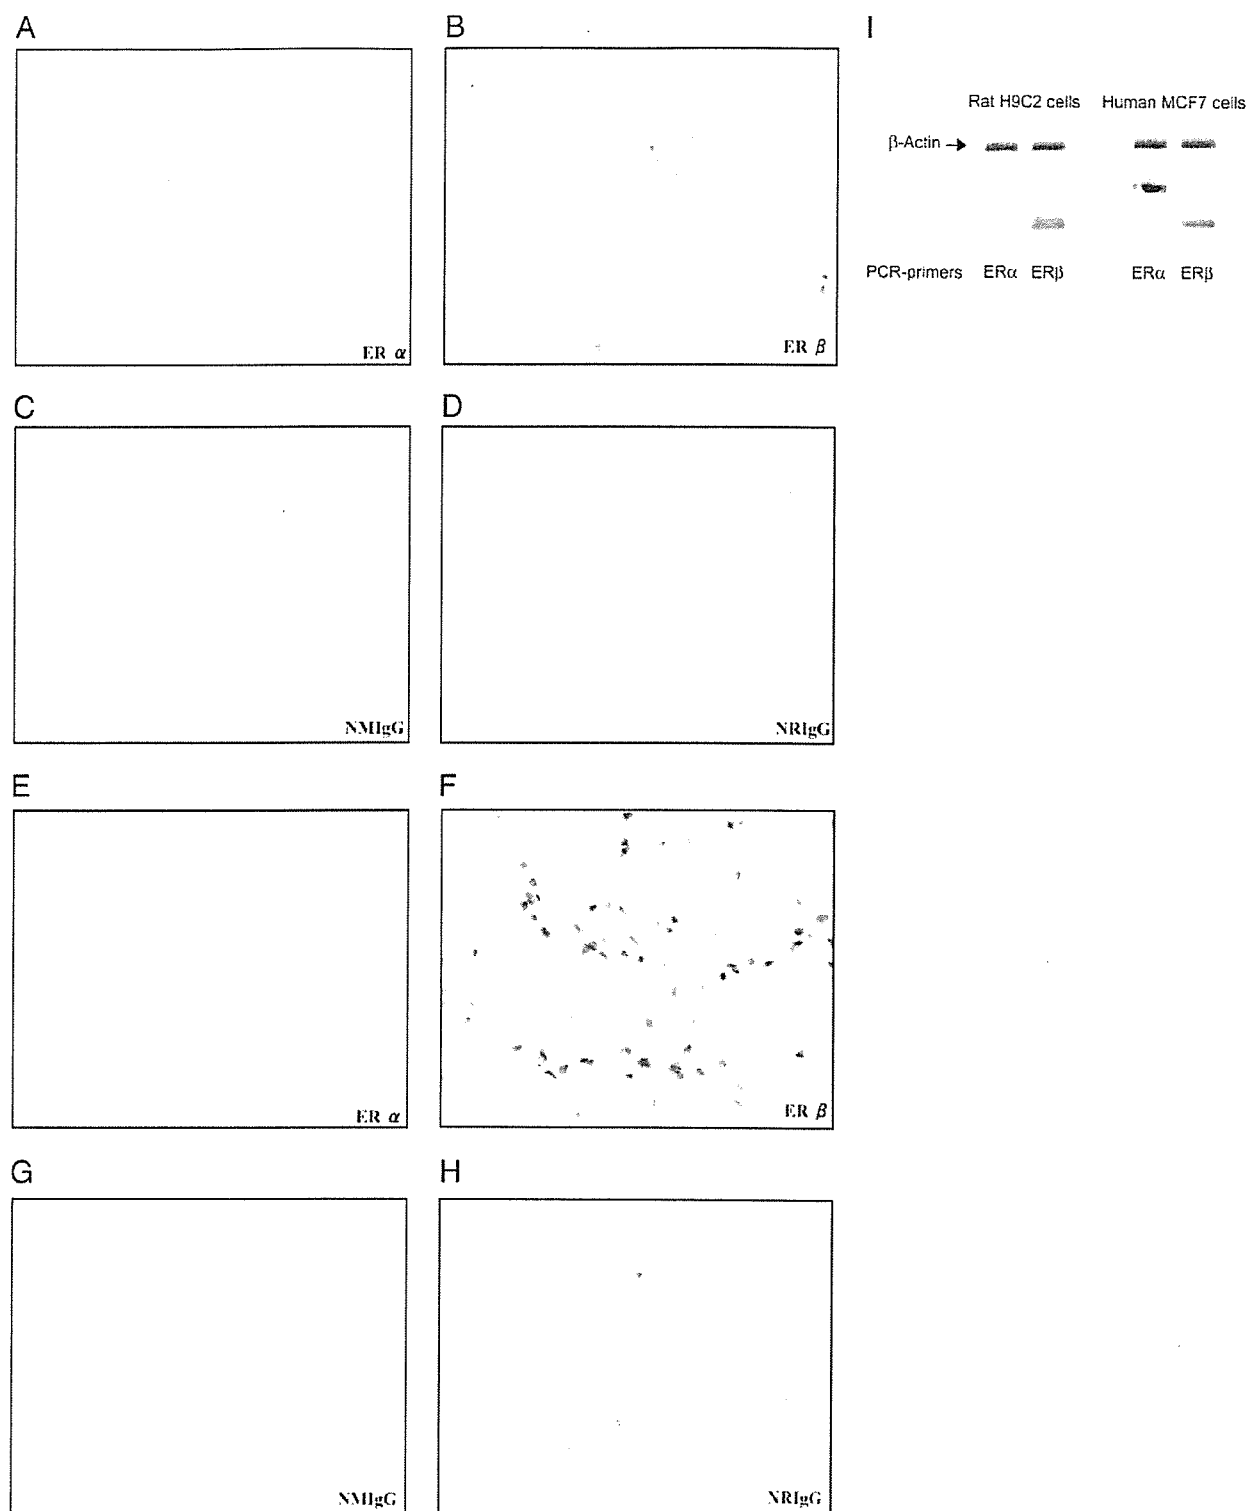 A
B
I
Rat H9C2 cells Human MCF7 cells
β-Actin →
PCR-primers ERα ERβ ERα ERβ
ER α
ER β
C
D
NMIgG
NRIgG
E
F
ER α
ER β
G
H
NMIgG
NRIgG